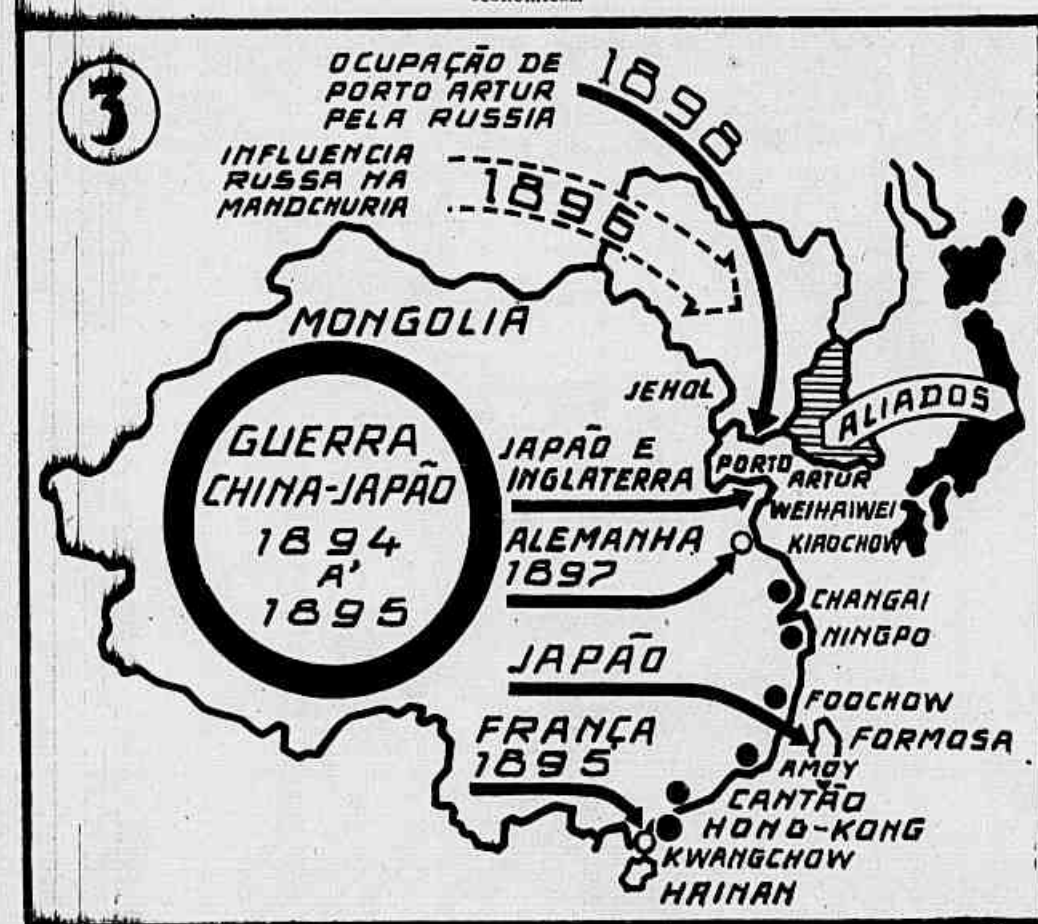 3
OCUPAÇÃO DE
PORTO ARTUR
PELA RUSSIA
1898
INFLUENCIA
RUSSA NA
MANDCHURIA
1896
MONGOLIA
JEHOL
ALIADOS
GUERRA
CHINA-JAPÃO
1894
A'
1895
JAPÃO E
INGLATERRA
PORTO
ARTUR
WEIHAIWEI
ALEMANHA
1897
KIAOCHOW
CHANGAI
NINGPO
JAPÃO
FOOCHOW
FORMOSA
FRANÇA
1895
AMOY
CANTÃO
HONG-KONG
KWANGCHOW
HAINAN